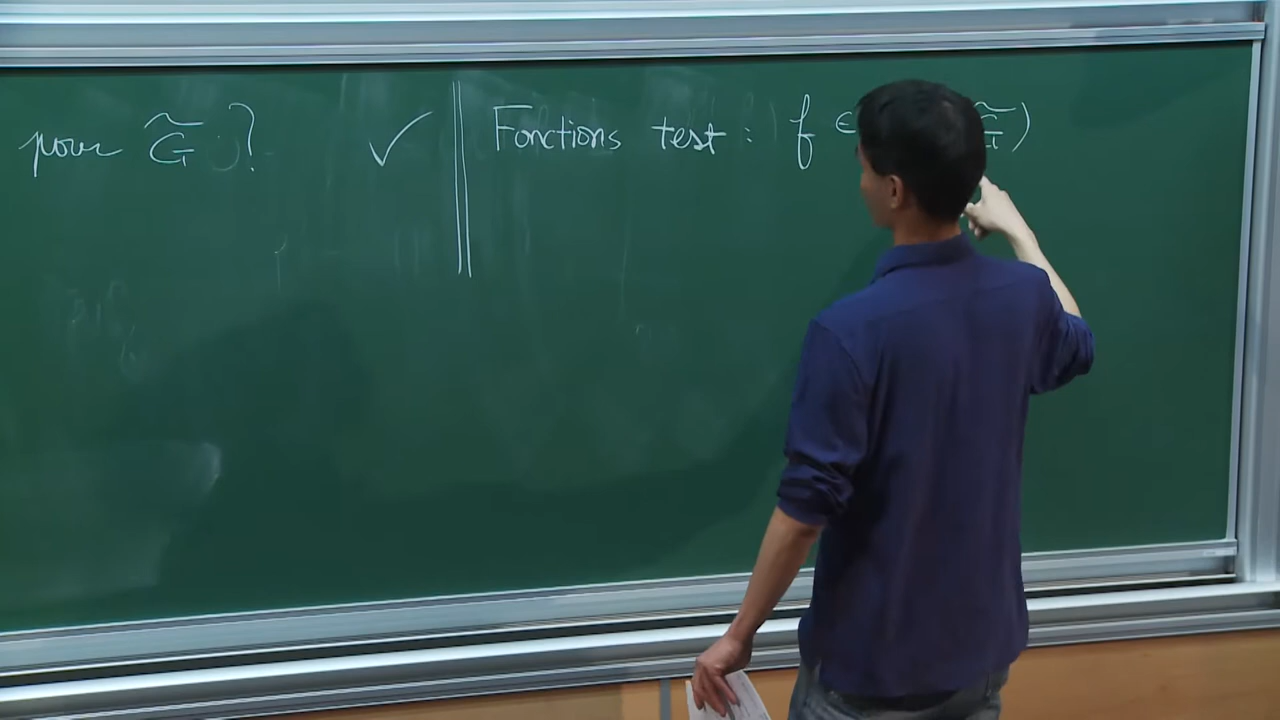 pour G̃ ?  ✓
Fonctions test : f ∈ G̃ )